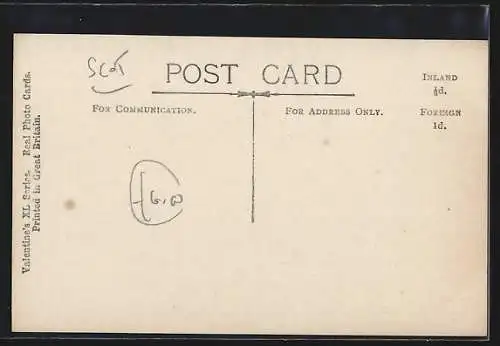 Scot
POST CARD
FOR COMMUNICATION.
FOR ADDRESS ONLY.
INLAND
½d.
FOREIGN
1d.
Valentine's XL Series. Real Photo Cards.
Printed in Great Britain.